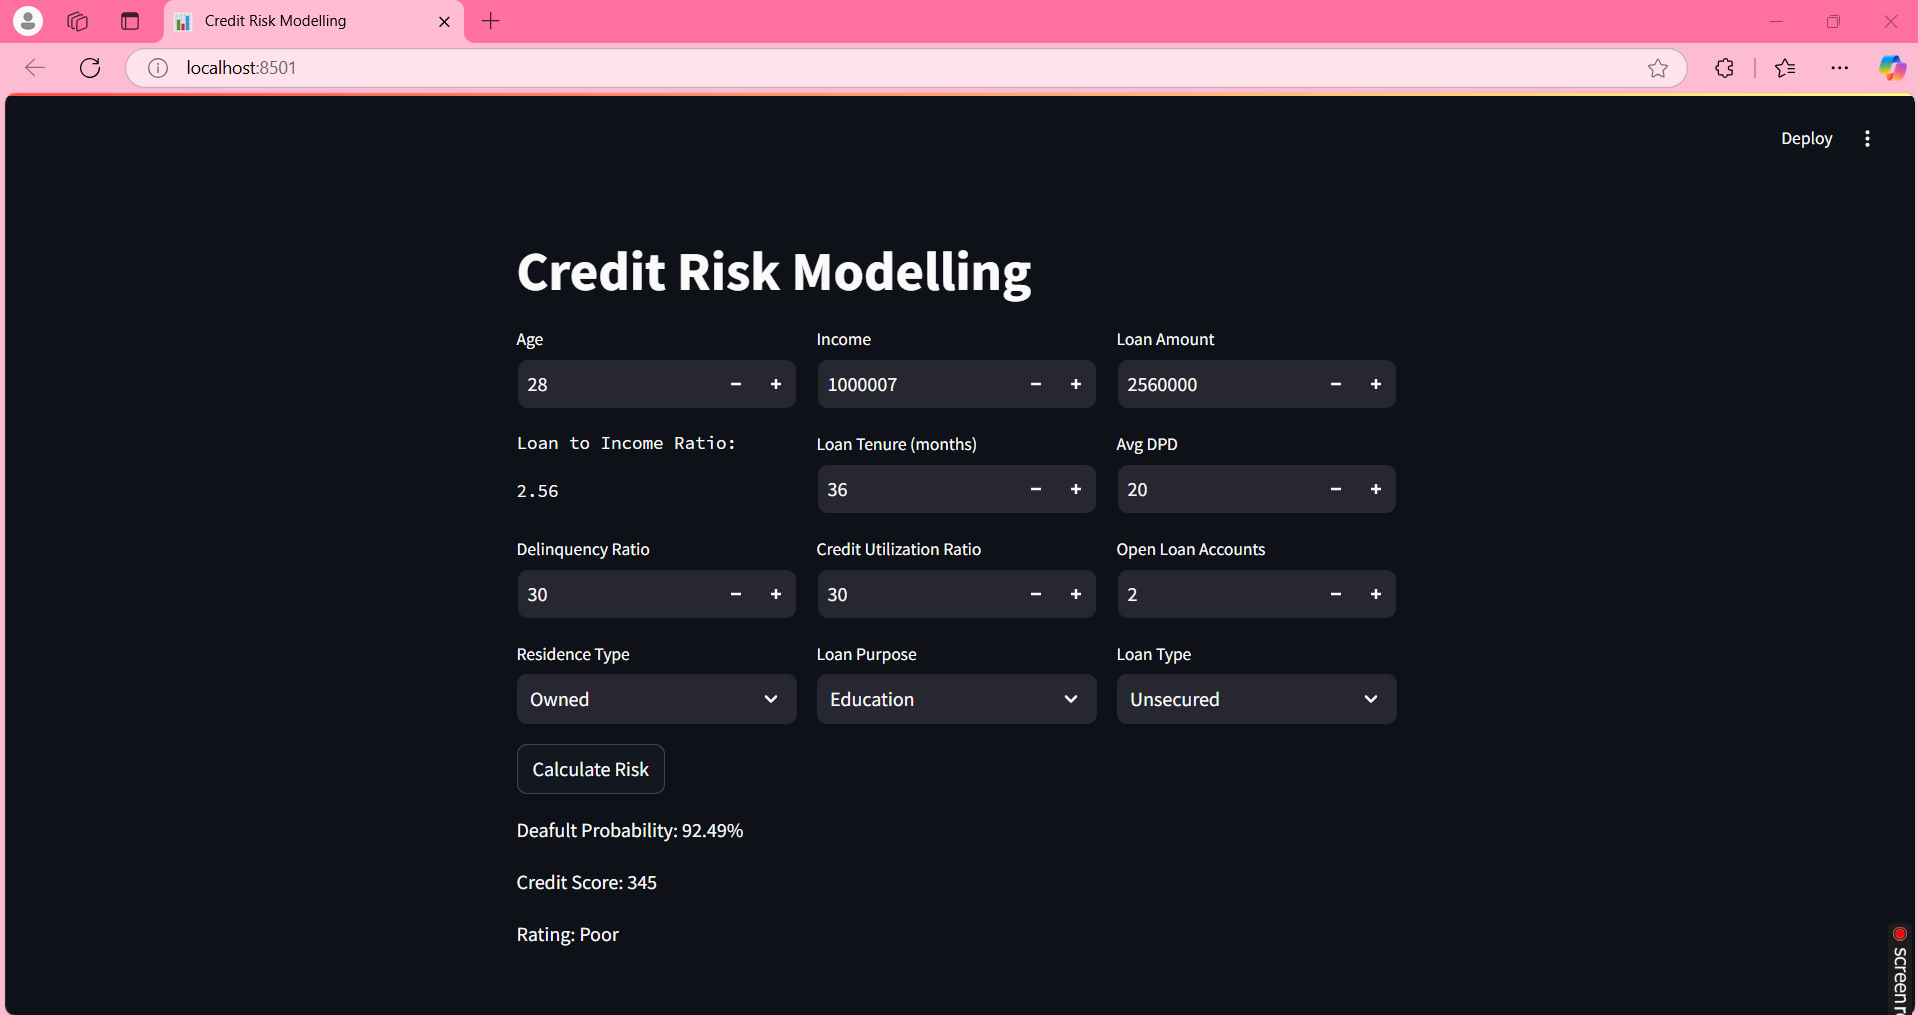 Credit Risk Modelling
localhost:8501
Deploy
Credit Risk Modelling
Age
Income
Loan Amount
28
1000007
2560000
Loan to Income Ratio:
Loan Tenure (months)
Avg DPD
2.56
36
20
Delinquency Ratio
Credit Utilization Ratio
Open Loan Accounts
30
30
2
Residence Type
Loan Purpose
Loan Type
Owned
Education
Unsecured
Calculate Risk
Deafult Probability: 92.49%
Credit Score: 345
Rating: Poor